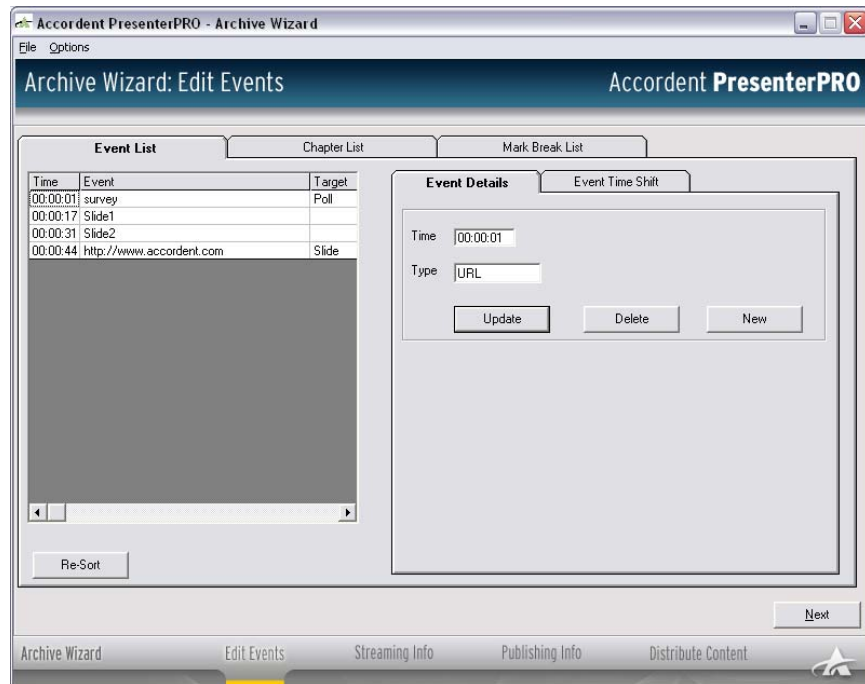 Accordent PresenterPRO - Archive Wizard
File Options
Archive Wizard: Edit Events
Accordent PresenterPRO
Event List
Chapter List
Mark Break List
Time Event Target
00:00:01 survey Poll
00:00:17 Slide1
00:00:31 Slide2
00:00:44 http://www.accordent.com Slide
Re-Sort
Event Details
Event Time Shift
Time 00:00:01
Type URL
Update
Delete
New
Next
Archive Wizard
Edit Events
Streaming Info
Publishing Info
Distribute Content